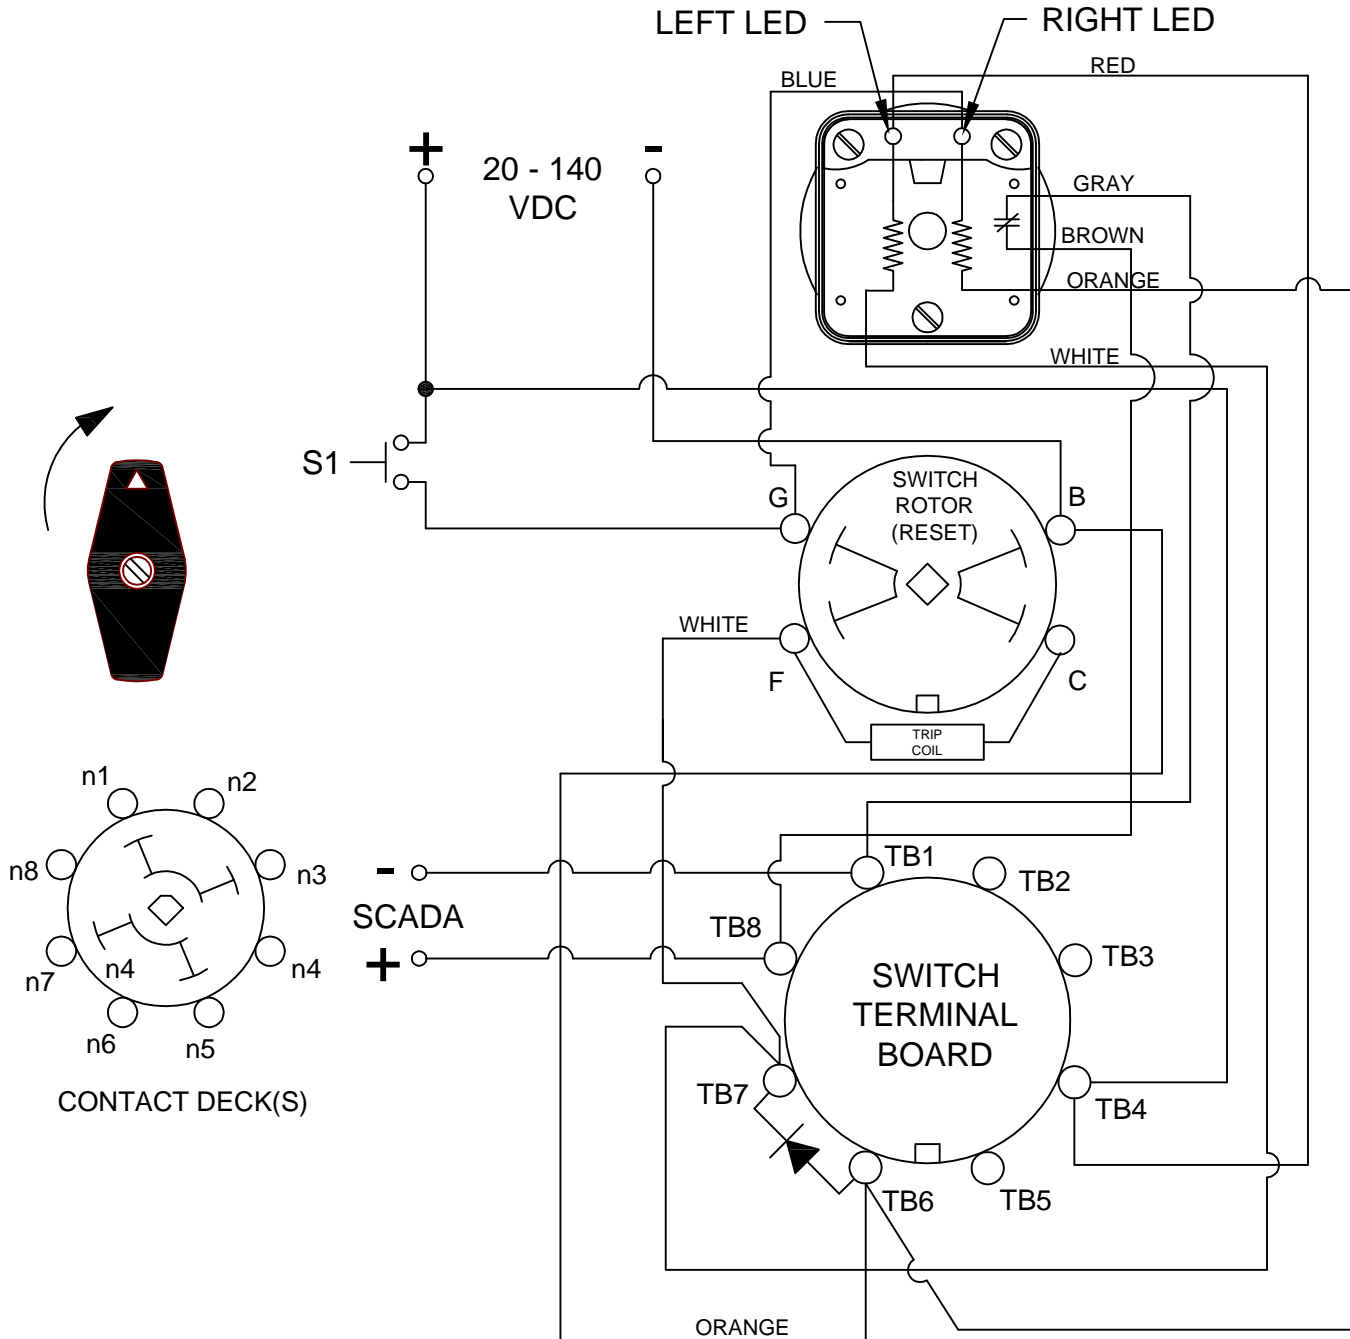 LEFT LED
RIGHT LED
RED
BLUE
+
20 - 140
VDC
-
GRAY
BROWN
ORANGE
WHITE
S1
G
SWITCH
ROTOR
(RESET)
B
WHITE
F
C
TRIP
COIL
n1
n2
n8
n3
n7
n4
n4
n6
n5
CONTACT DECK(S)
-
SCADA
+
TB1
TB2
TB8
TB3
SWITCH
TERMINAL
BOARD
TB7
TB4
TB6
TB5
ORANGE